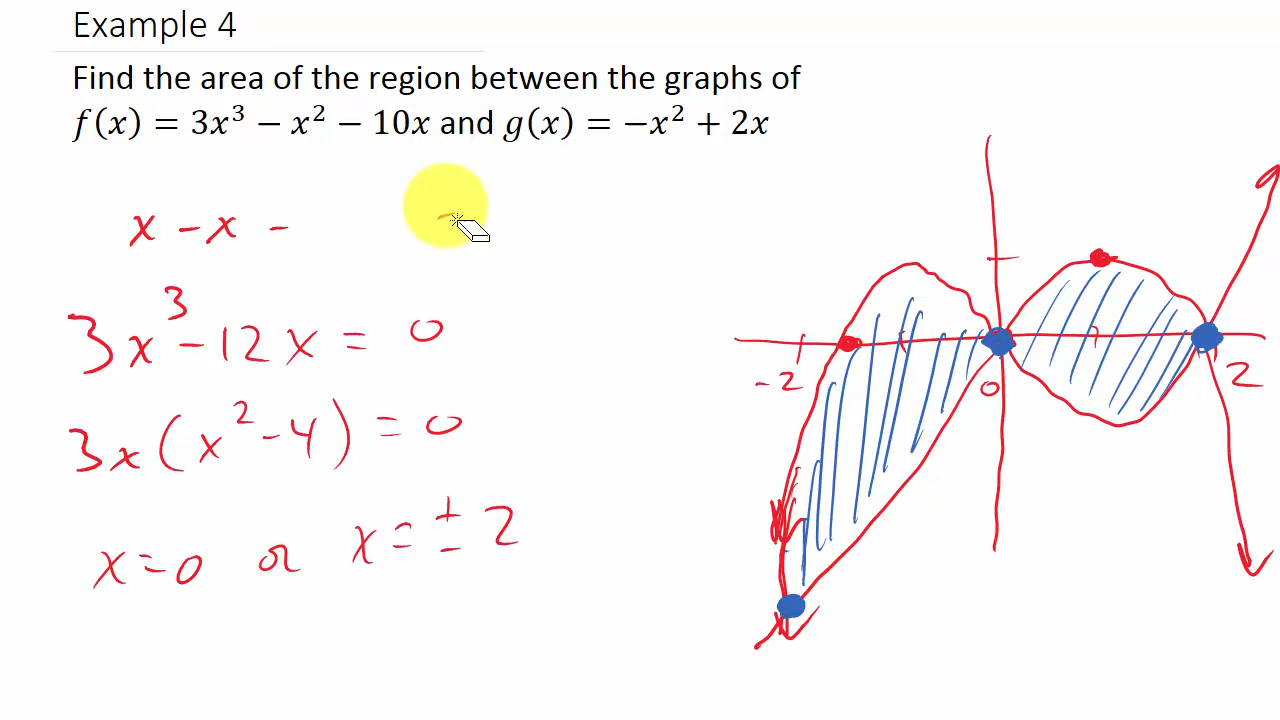 Example 4
Find the area of the region between the graphs of
f(x) = 3x³ − x² − 10x and g(x) = −x² + 2x
x - x -
3x³ - 12x = 0
3x(x² - 4) = 0
x = 0 or x = ± 2
-2
0
2